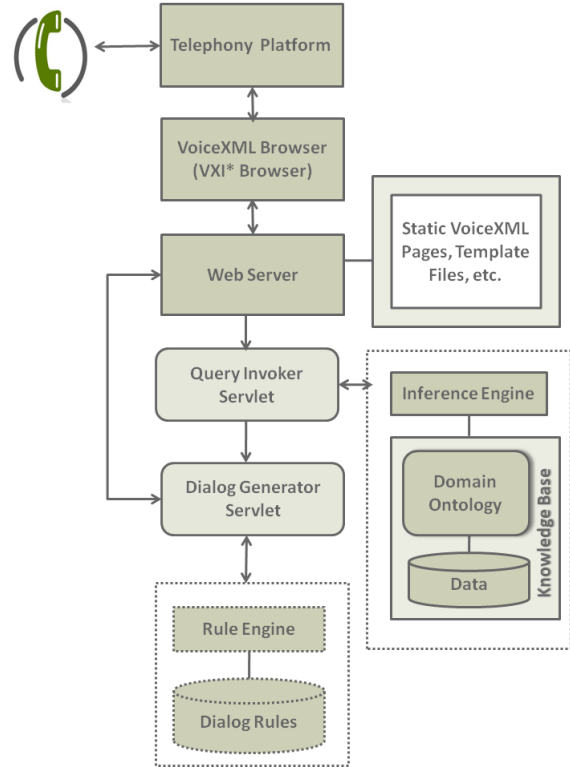 Telephony Platform
VoiceXML Browser
(VXI* Browser)
Static VoiceXML
Pages, Template
Files, etc.
Web Server
Query Invoker
Servlet
Inference Engine
Domain
Ontology
Knowledge Base
Data
Dialog Generator
Servlet
Rule Engine
Dialog Rules